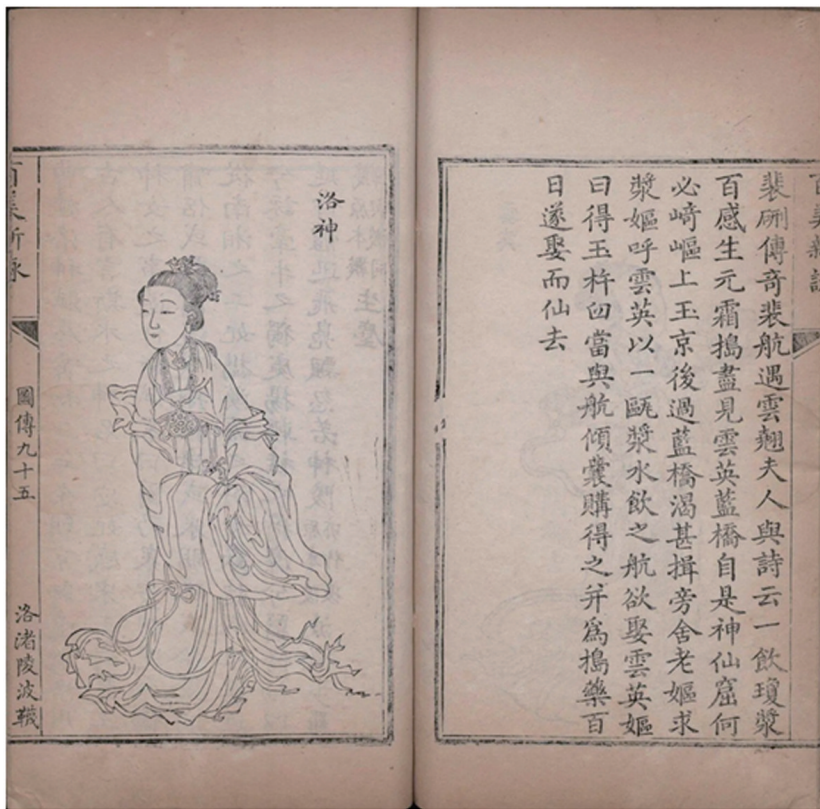 裴硎傳奇裴航遇雲翹夫人與詩云一飲瓊漿
百感生元霜搗盡見雲英藍橋自是神仙窟何
必﨑嶇上玉京後過藍橋渴甚揖旁舍老嫗求
漿嫗呼雲英以一甌漿水飲之航欲娶雲英嫗
曰得玉杵臼當與航傾囊購得之并為搗藥百
日遂娶而仙去
洛神
圖傳九十五
洛渚陵波韈